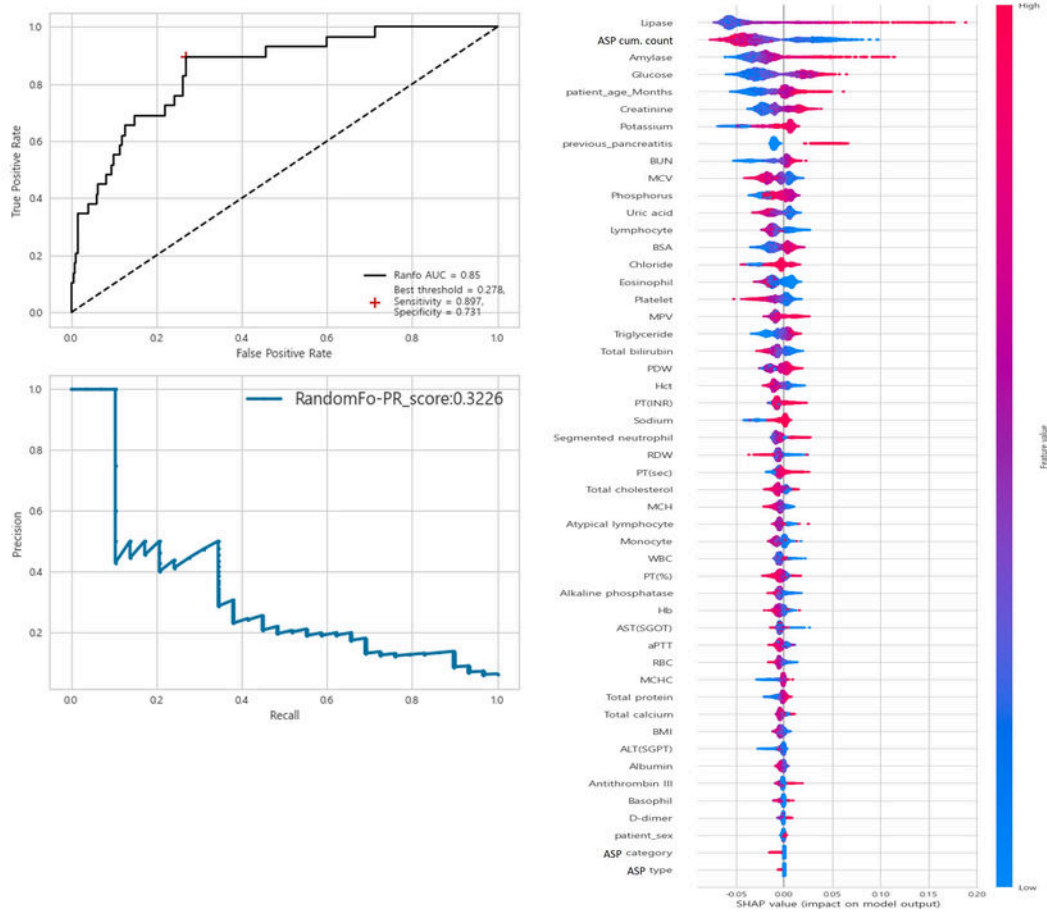 1.0
0.8
0.6
0.4
0.2
0.0
True Positive Rate
Ranfo AUC = 0.85
Best threshold = 0.278,
Sensitivity = 0.897,
Specificity = 0.731
0.0 0.2 0.4 0.6 0.8 1.0
False Positive Rate
RandomFo-PR_score:0.3226
1.0
0.8
0.6
0.4
0.2
Precision
0.0 0.2 0.4 0.6 0.8 1.0
Recall
Lipase
ASP cum. count
Amylase
Glucose
patient_age_Months
Creatinine
Potassium
previous_pancreatitis
BUN
MCV
Phosphorus
Uric acid
Lymphocyte
BSA
Chloride
Eosinophil
Platelet
MPV
Triglyceride
Total bilirubin
PDW
Hct
PT(INR)
Sodium
Segmented neutrophil
RDW
PT(sec)
Total cholesterol
MCH
Atypical lymphocyte
Monocyte
WBC
PT(%)
Alkaline phosphatase
Hb
AST(SGOT)
aPTT
RBC
MCHC
Total protein
Total calcium
BMI
ALT(SGPT)
Albumin
Antithrombin III
Basophil
D-dimer
patient_sex
ASP category
ASP type
-0.05 0.00 0.05 0.10 0.15 0.20
SHAP value (impact on model output)
High
Feature value
Low